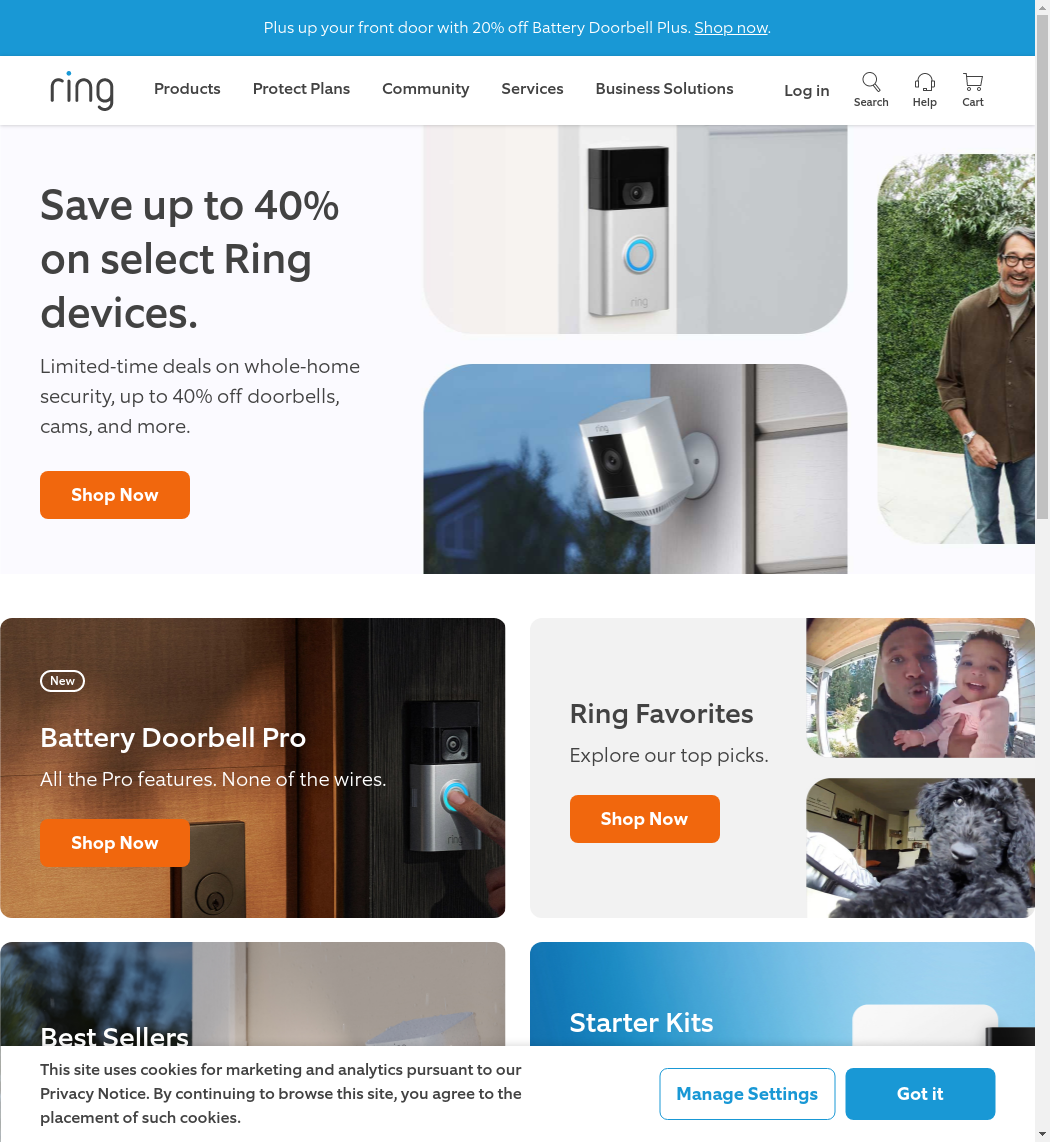 Plus up your front door with 20% off Battery Doorbell Plus. Shop now.
ring
Products
Protect Plans
Community
Services
Business Solutions
Log in
Search
Help
Cart
Save up to 40%
on select Ring
devices.
Limited-time deals on whole-home
security, up to 40% off doorbells,
cams, and more.
Shop Now
ring
ring
New
Battery Doorbell Pro
All the Pro features. None of the wires.
Shop Now
ring
Ring Favorites
Explore our top picks.
Shop Now
Best Sellers
Starter Kits
This site uses cookies for marketing and analytics pursuant to our
Privacy Notice. By continuing to browse this site, you agree to the
placement of such cookies.
Manage Settings
Got it